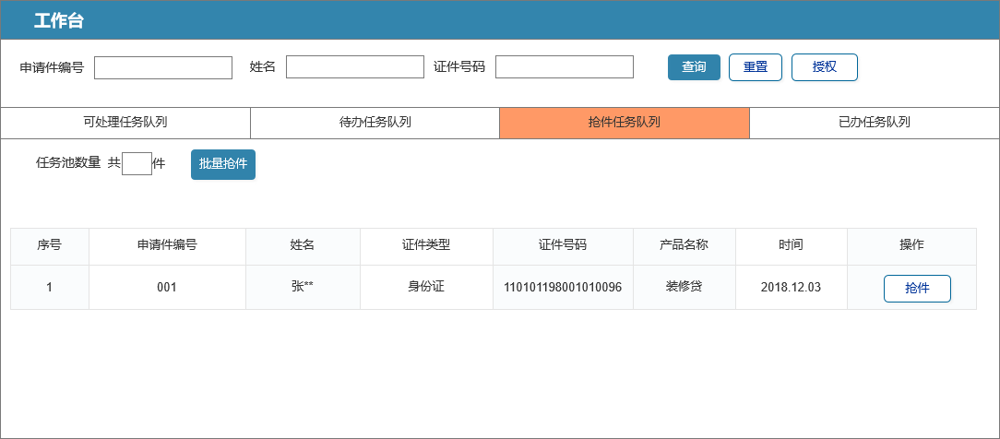 工作台
申请件编号 姓名 证件号码 查询 重置 授权
可处理任务队列 待办任务队列 抢件任务队列 已办任务队列
任务池数量 共 件 批量抢件
序号 申请件编号 姓名 证件类型 证件号码 产品名称 时间 操作
1 001 张** 身份证 110101198001010096 装修贷 2018.12.03 抢件